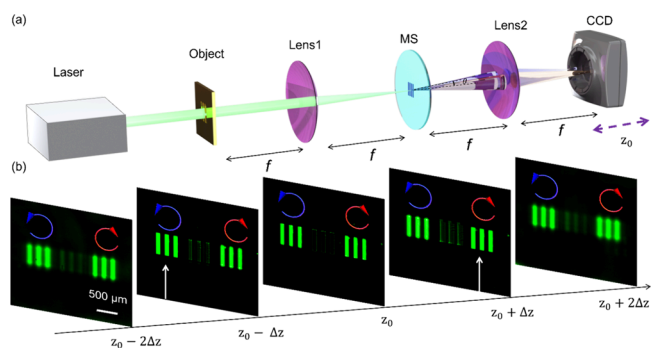 (a)
Laser
Object
Lens1
MS
Lens2
CCD
θ
f
f
f
f
z₀
(b)
500 μm
z₀ − 2Δz
z₀ − Δz
z₀
z₀ + Δz
z₀ + 2Δz